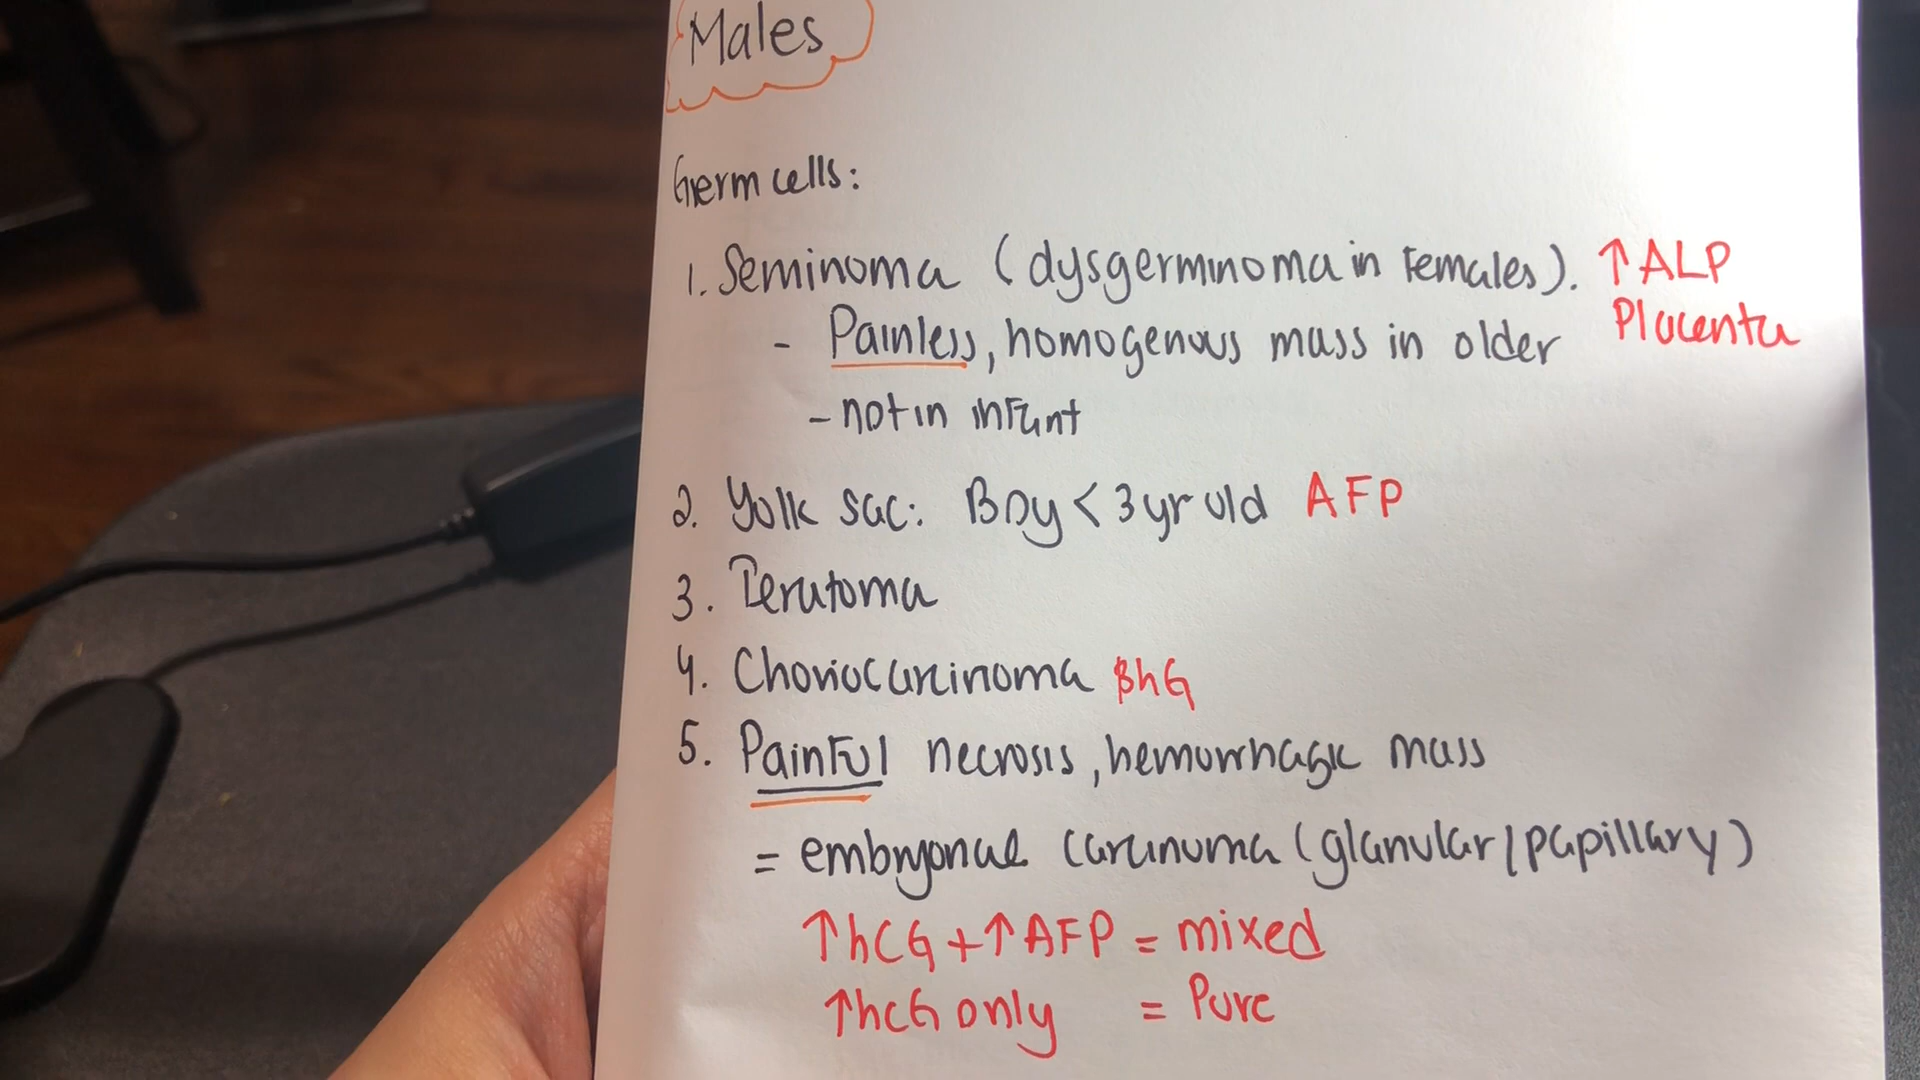 Males
Germ cells:
1. Seminoma (dysgerminoma in Females). ↑ALP
Placenta
- Painless, homogenous mass in older
- not in infant
2. Yolk sac: Boy < 3 yr old AFP
3. Teratoma
4. Choriocarcinoma βhG
5. Painful necrosis, hemorrhagic mass
= embryonal carcinoma (glanular/papillary)
↑hCG + ↑AFP = mixed
↑hCG only = Pure